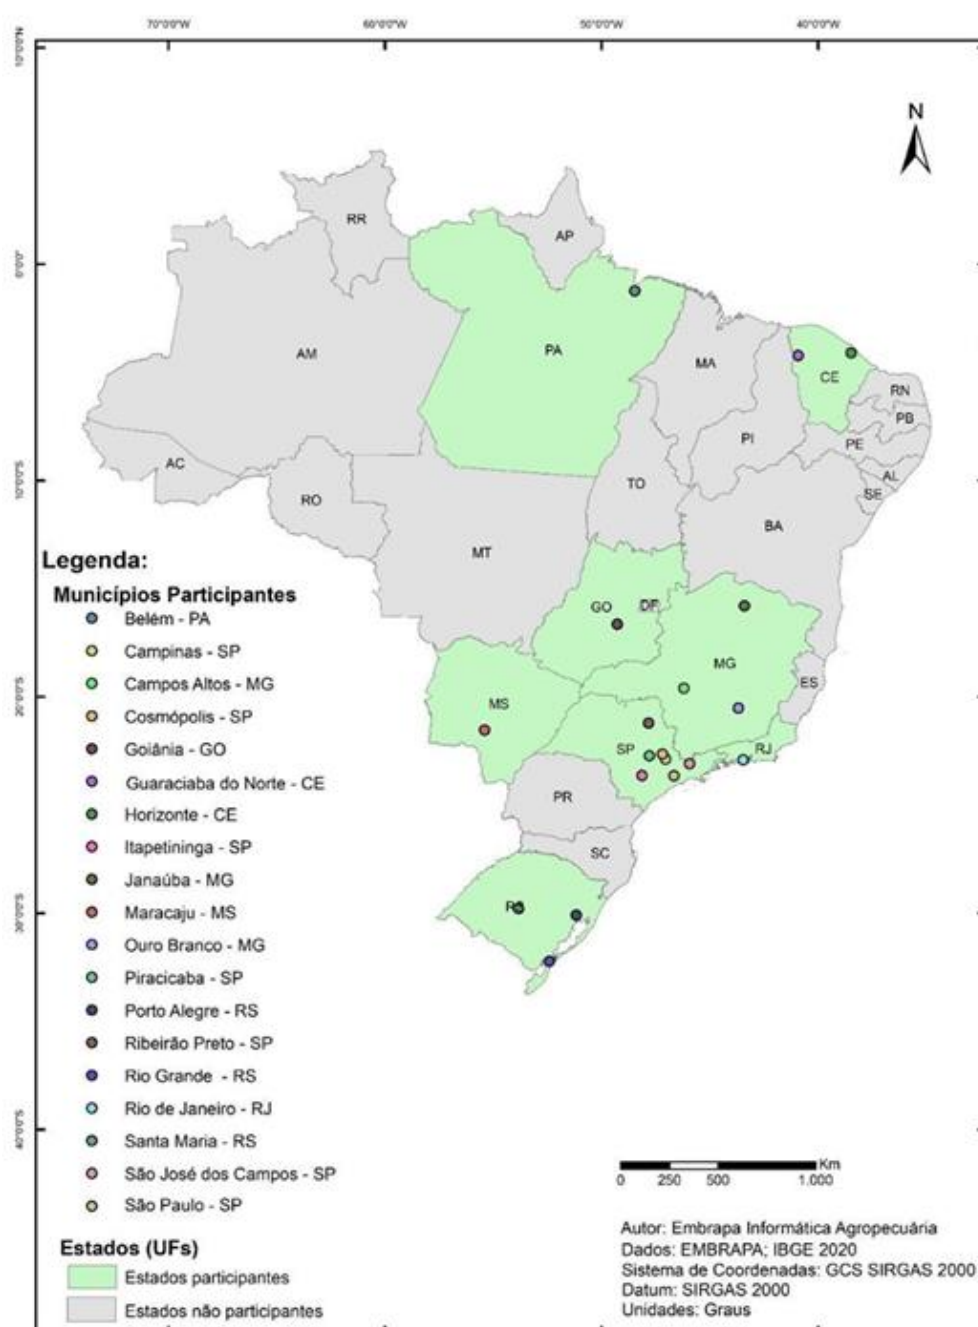 70°0'0"W 60°0'0"W 50°0'0"W 40°0'0"W
10°0'0"N
N
RR
AP
0°0'0"
AM
PA
MA
CE
RN
PB
PI
PE
AC
AL
TO
SE
RO
BA
10°0'0"S
MT
GO
DF
MG
ES
20°0'0"S
MS
SP
RJ
PR
SC
30°0'0"S
40°0'0"S
Legenda:
Municípios Participantes
Belém - PA
Campinas - SP
Campos Altos - MG
Cosmópolis - SP
Goiânia - GO
Guaraciaba do Norte - CE
Horizonte - CE
Itapetininga - SP
Janaúba - MG
Maracaju - MS
Ouro Branco - MG
Piracicaba - SP
Porto Alegre - RS
Ribeirão Preto - SP
Rio Grande - RS
Rio de Janeiro - RJ
Santa Maria - RS
São José dos Campos - SP
São Paulo - SP
Estados (UFs)
Estados participantes
Estados não participantes
Km
0 250 500 1.000
Autor: Embrapa Informática Agropecuária
Dados: EMBRAPA; IBGE 2020
Sistema de Coordenadas: GCS SIRGAS 2000
Datum: SIRGAS 2000
Unidades: Graus